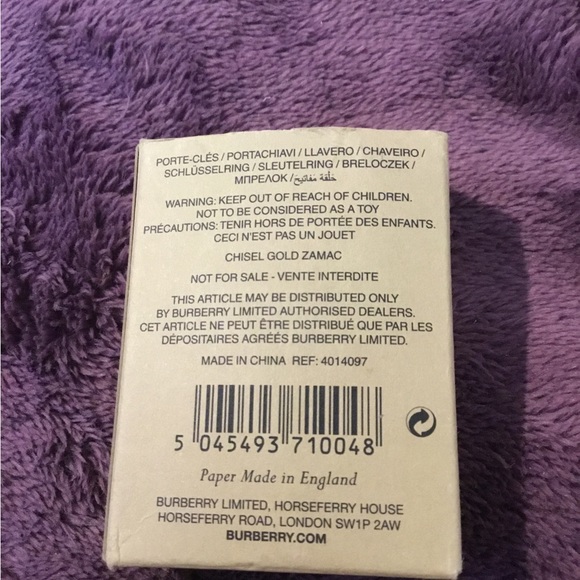 PORTE-CLÉS / PORTACHIAVI / LLAVERO / CHAVEIRO /
SCHLÜSSELRING / SLEUTELRING / BRELOCZEK /
МПРЕЛОК / حلقة مفاتيح
WARNING: KEEP OUT OF REACH OF CHILDREN.
NOT TO BE CONSIDERED AS A TOY
PRÉCAUTIONS: TENIR HORS DE PORTÉE DES ENFANTS.
CECI N'EST PAS UN JOUET
CHISEL GOLD ZAMAC
NOT FOR SALE - VENTE INTERDITE
THIS ARTICLE MAY BE DISTRIBUTED ONLY
BY BURBERRY LIMITED AUTHORISED DEALERS.
CET ARTICLE NE PEUT ÊTRE DISTRIBUÉ QUE PAR LES
DÉPOSITAIRES AGRÉÉS BURBERRY LIMITED.
MADE IN CHINA REF: 4014097
5 045493 710048
Paper Made in England
BURBERRY LIMITED, HORSEFERRY HOUSE
HORSEFERRY ROAD, LONDON SW1P 2AW
BURBERRY.COM